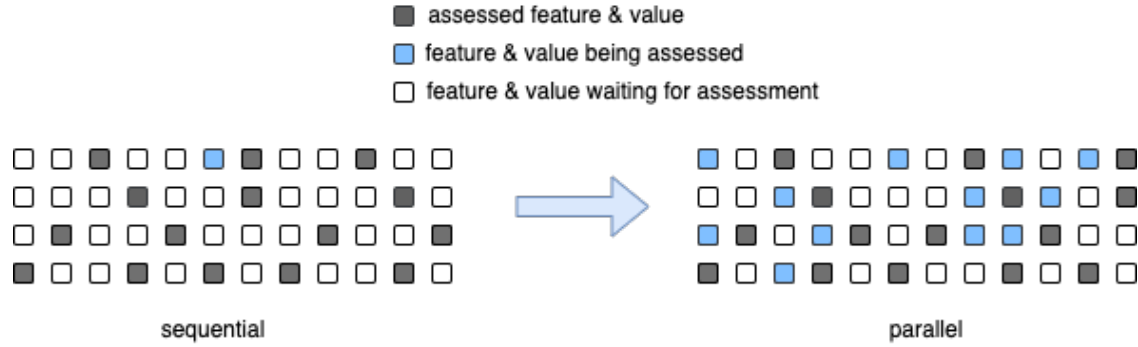 assessed feature & value
feature & value being assessed
feature & value waiting for assessment
sequential
parallel